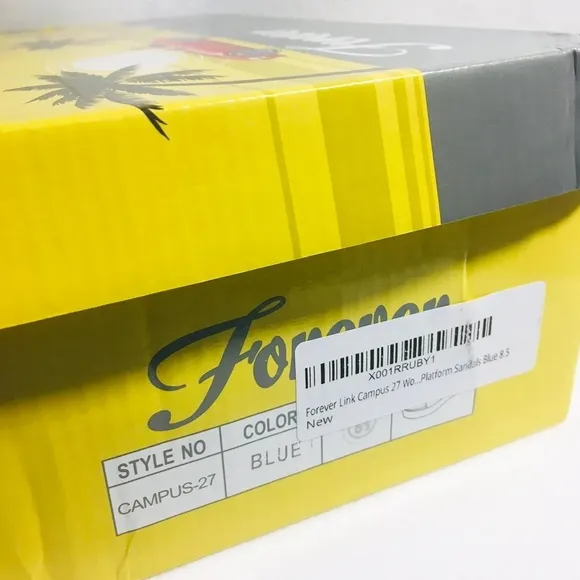 Forever
X001RRUBY1
Forever Link Campus 27 Wo...Platform Sandals Blue 8.5
New
STYLE NO COLOR
CAMPUS-27 BLUE